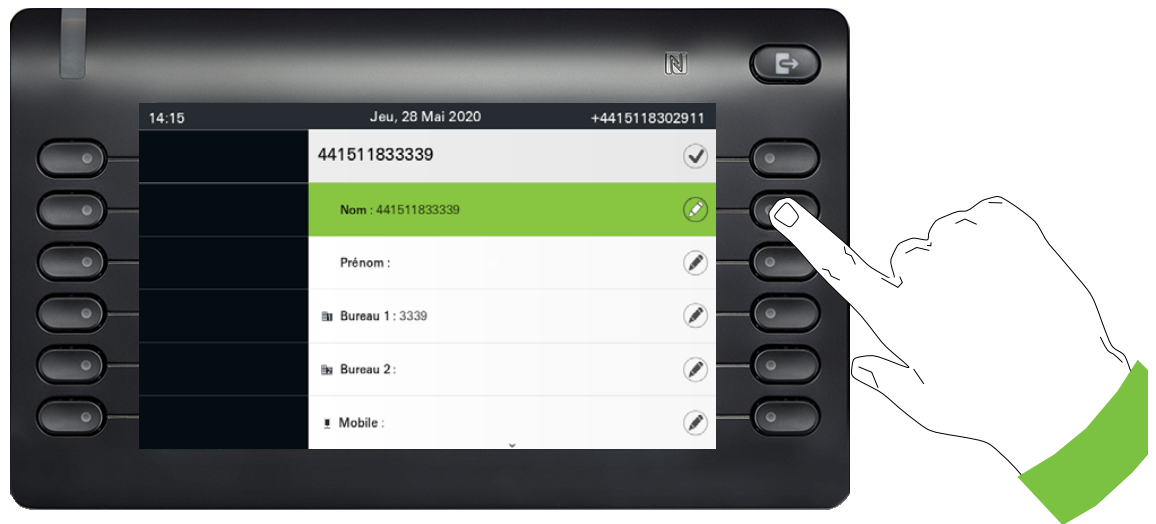 14:15 Jeu, 28 Mai 2020 +4415118302911
441511833339
Nom : 441511833339
Prénom :
Bureau 1 : 3339
Bureau 2 :
Mobile :